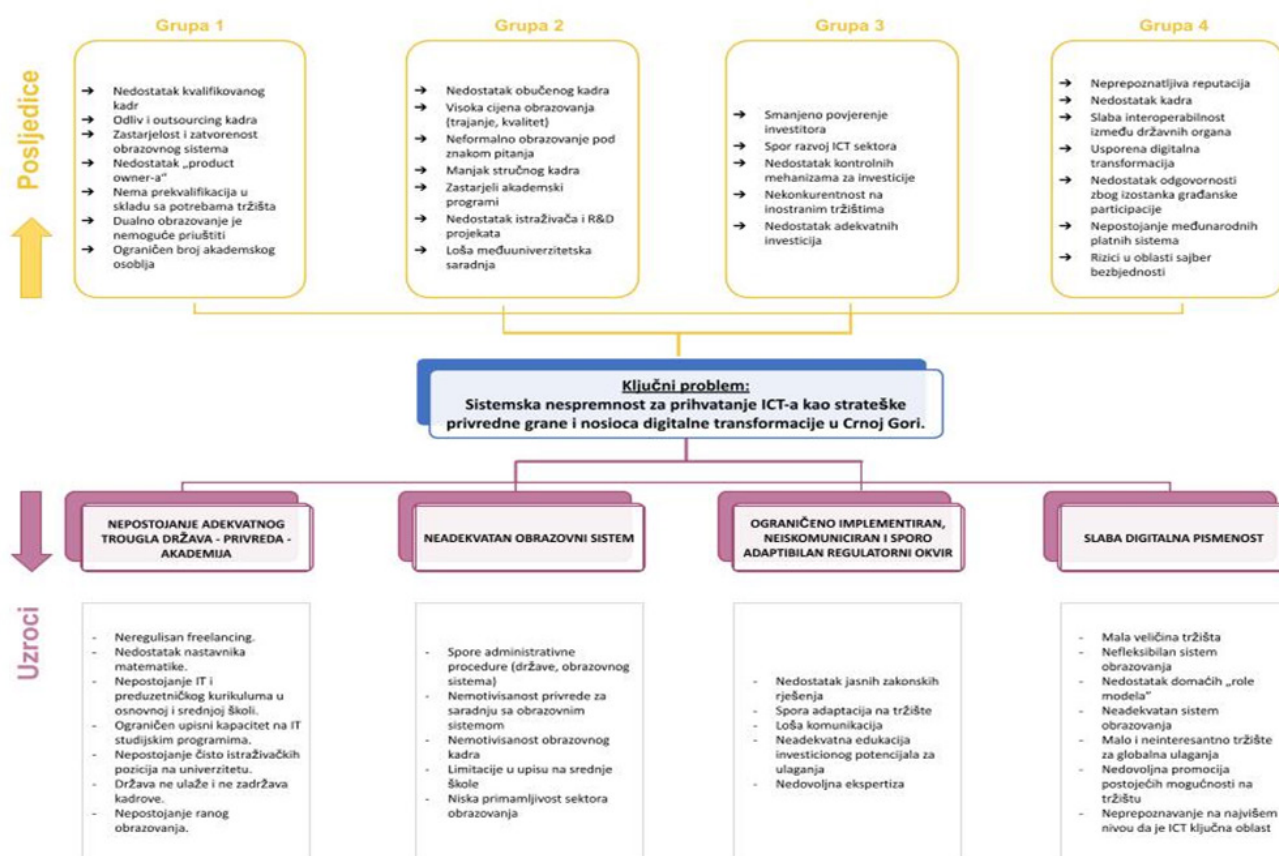 Grupa 1
Grupa 2
Grupa 3
Grupa 4
Posljedice
➔ Nedostatak kvalifikovanog
kadr
➔ Odliv i outsourcing kadra
➔ Zastarjelost i zatvorenost
obrazovnog sistema
➔ Nedostatak „product
owner-a“
➔ Nema prekvalifikacija u
skladu sa potrebama tržišta
➔ Dualno obrazovanje je
nemoguće priuštiti
➔ Ograničen broj akademskog
osoblja
➔ Nedostatak obučenog kadra
➔ Visoka cijena obrazovanja
(trajanje, kvalitet)
➔ Neformalno obrazovanje pod
znakom pitanja
➔ Manjak stručnog kadra
➔ Zastarjeli akademski
programi
➔ Nedostatak istraživača i R&D
projekata
➔ Loša međuuniverzitetska
saradnja
➔ Smanjeno povjerenje
investitora
➔ Spor razvoj ICT sektora
➔ Nedostatak kontrolnih
mehanizama za investicije
➔ Nekonkurentnost na
inostranim tržištima
➔ Nedostatak adekvatnih
investicija
➔ Neprepoznatljiva reputacija
➔ Nedostatak kadra
➔ Slaba interoperabilnost
između državnih organa
➔ Usporena digitalna
transformacija
➔ Nedostatak odgovornosti
zbog izostanka građanske
participacije
➔ Nepostojanje međunarodnih
platnih sistema
➔ Rizici u oblasti sajber
bezbjednosti
Ključni problem:
Sistemska nespremnost za prihvatanje ICT-a kao strateške
privredne grane i nosioca digitalne transformacije u Crnoj Gori.
NEPOSTOJANJE ADEKVATNOG
TROUGLA DRŽAVA - PRIVREDA -
AKADEMIJA
NEADEKVATAN OBRAZOVNI SISTEM
OGRANIČENO IMPLEMENTIRAN,
NEISKOMUNICIRAN I SPORO
ADAPTIBILAN REGULATORNI OKVIR
SLABA DIGITALNA PISMENOST
Uzroci
- Neregulisan freelancing.
- Nedostatak nastavnika
matematike.
- Nepostojanje IT i
preduzetničkog kurikuluma u
osnovnoj i srednjoj školi.
- Ograničen upisni kapacitet na IT
studijskim programima.
- Nepostojanje čisto istraživačkih
pozicija na univerzitetu.
- Država ne ulaže i ne zadržava
kadrove.
- Nepostojanje ranog
obrazovanja.
- Spore administrativne
procedure (države, obrazovnog
sistema)
- Nemotivisanost privrede za
saradnju sa obrazovnim
sistemom
- Nemotivisanost obrazovnog
kadra
- Limitacije u upisu na srednje
škole
- Niska primamljivost sektora
obrazovanja
- Nedostatak jasnih zakonskih
rješenja
- Spora adaptacija na tržište
- Loša komunikacija
- Neadekvatna edukacija
investicionog potencijala za
ulaganja
- Nedovoljna ekspertiza
- Mala veličina tržišta
- Nefleksibilan sistem
obrazovanja
- Nedostatak domaćih „role
modela“
- Neadekvatan sistem
obrazovanja
- Malo i neinteresantno tržište
za globalna ulaganja
- Nedovoljna promocija
postojećih mogućnosti na
tržištu
- Neprepoznavanje na najvišem
nivou da je ICT ključna oblast